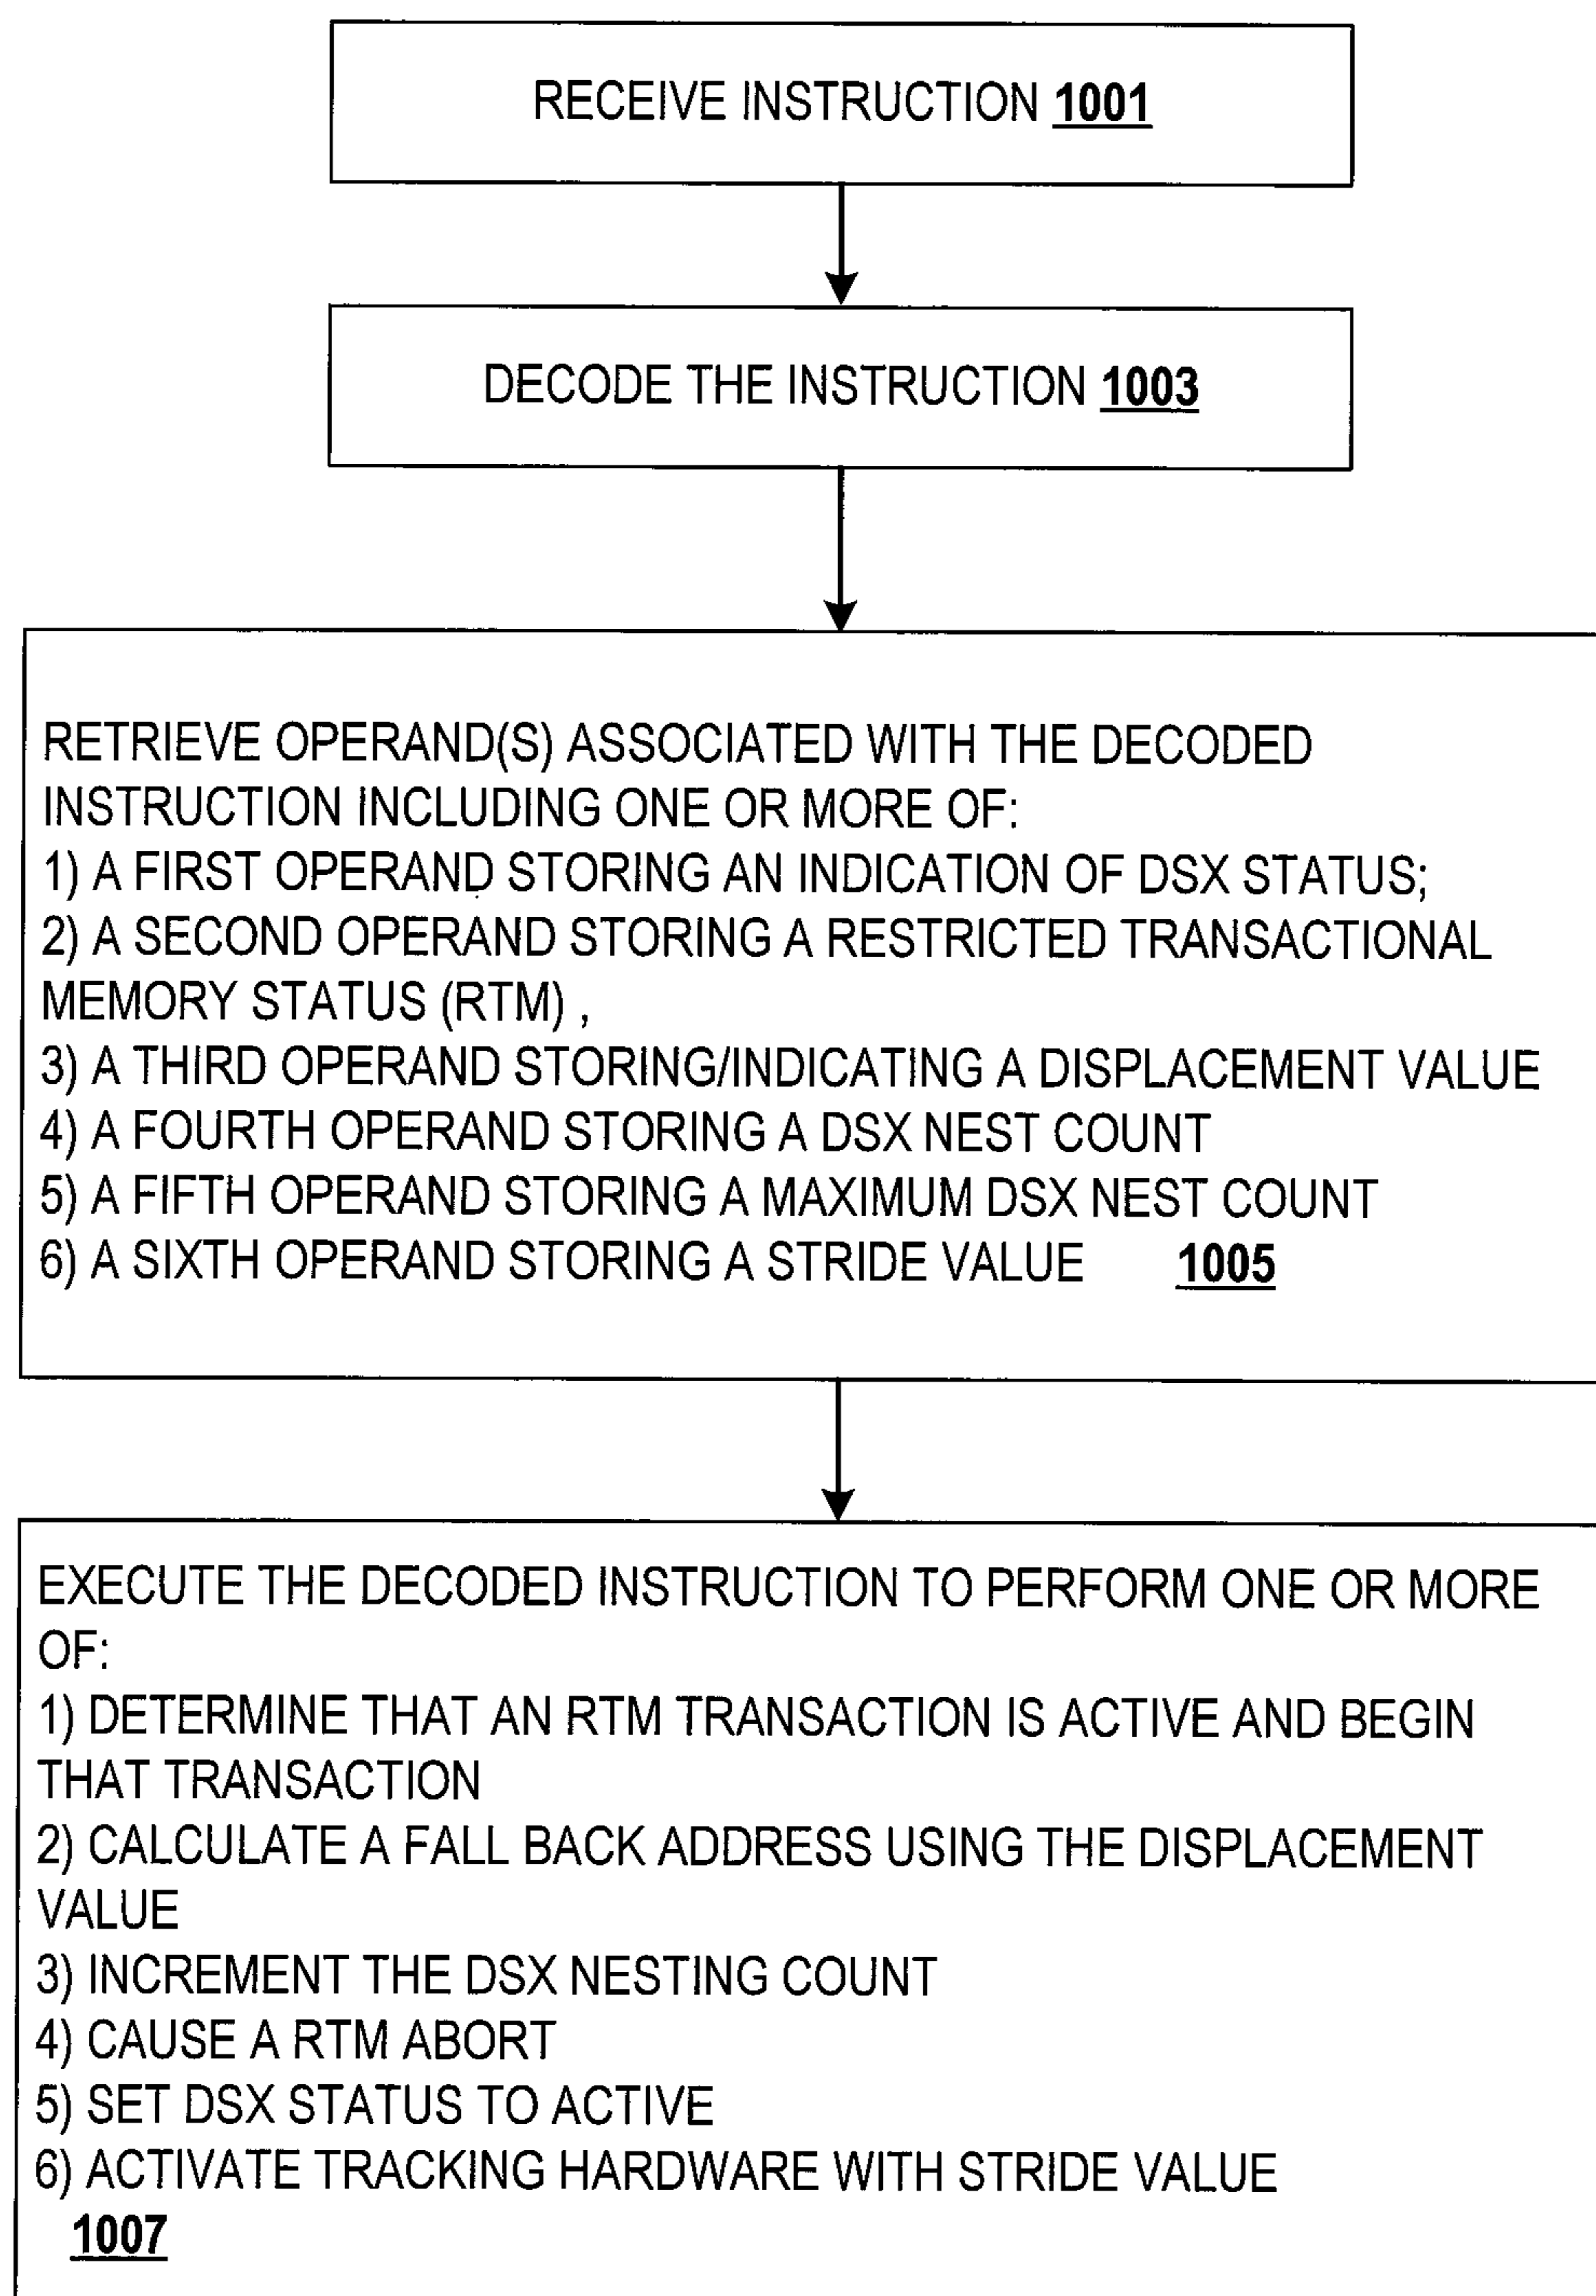 RECEIVE INSTRUCTION 1001
DECODE THE INSTRUCTION 1003
RETRIEVE OPERAND(S) ASSOCIATED WITH THE DECODED
INSTRUCTION INCLUDING ONE OR MORE OF:
1) A FIRST OPERAND STORING AN INDICATION OF DSX STATUS;
2) A SECOND OPERAND STORING A RESTRICTED TRANSACTIONAL
MEMORY STATUS (RTM) ,
3) A THIRD OPERAND STORING/INDICATING A DISPLACEMENT VALUE
4) A FOURTH OPERAND STORING A DSX NEST COUNT
5) A FIFTH OPERAND STORING A MAXIMUM DSX NEST COUNT
6) A SIXTH OPERAND STORING A STRIDE VALUE 1005
EXECUTE THE DECODED INSTRUCTION TO PERFORM ONE OR MORE
OF:
1) DETERMINE THAT AN RTM TRANSACTION IS ACTIVE AND BEGIN
THAT TRANSACTION
2) CALCULATE A FALL BACK ADDRESS USING THE DISPLACEMENT
VALUE
3) INCREMENT THE DSX NESTING COUNT
4) CAUSE A RTM ABORT
5) SET DSX STATUS TO ACTIVE
6) ACTIVATE TRACKING HARDWARE WITH STRIDE VALUE
1007